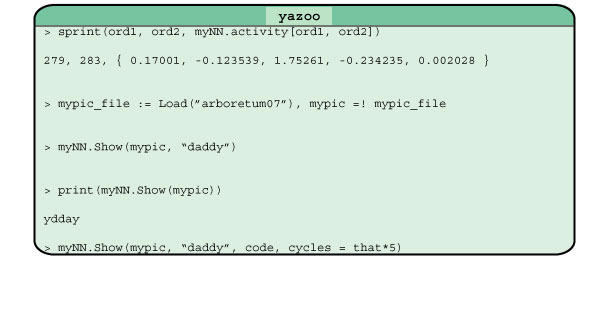 yazoo
> sprint(ord1, ord2, myNN.activity[ord1, ord2])
279, 283, { 0.17001, -0.123539, 1.75261, -0.234235, 0.002028 }
> mypic_file := Load(”arboretum07”), mypic =! mypic_file
> myNN.Show(mypic, “daddy”)
> print(myNN.Show(mypic))
ydday
> myNN.Show(mypic, “daddy”, code, cycles = that*5)